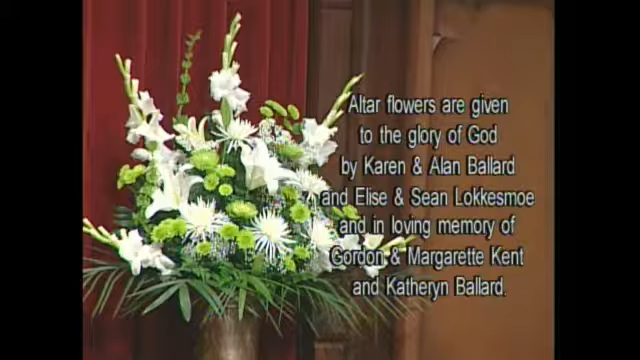 Altar flowers are given
to the glory of God
by Karen & Alan Ballard
and Elise & Sean Lokkesmoe
and in loving memory of
Gordon & Margarette Kent
and Katheryn Ballard.